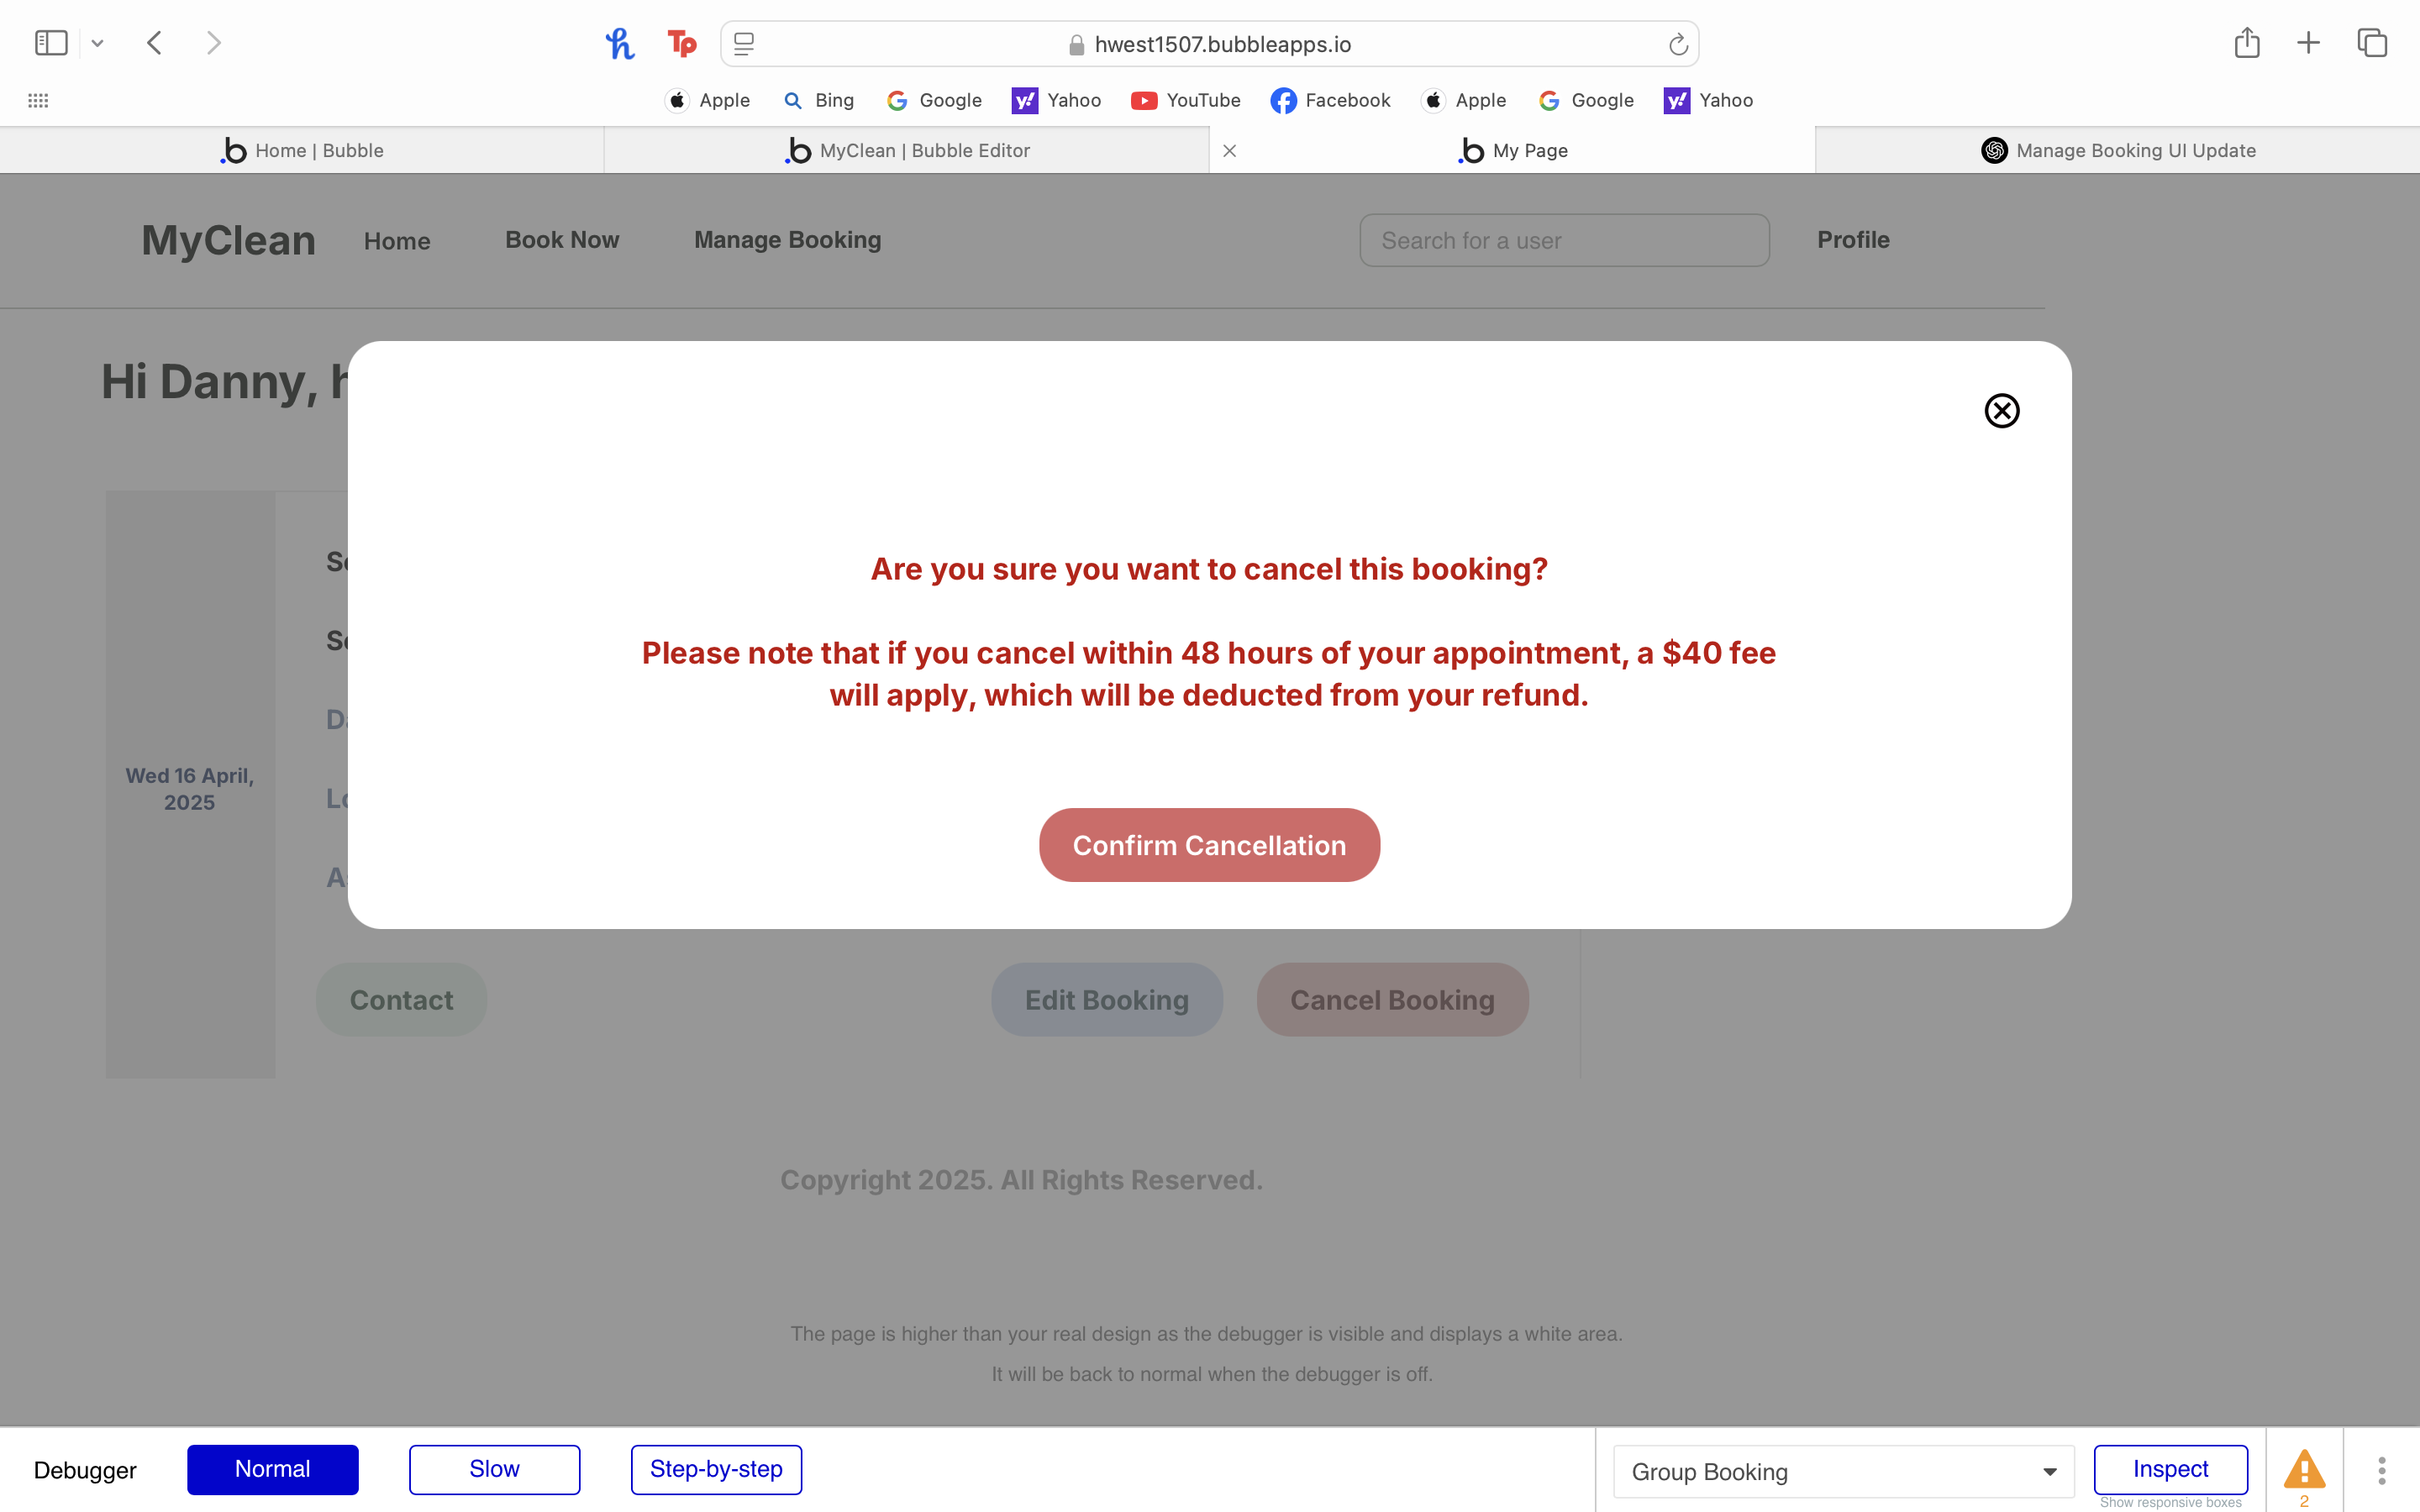 hwest1507.bubbleapps.io
Apple Bing Google Yahoo YouTube Facebook Apple Google Yahoo
Home | Bubble MyClean | Bubble Editor My Page Manage Booking UI Update
MyClean Home Book Now Manage Booking Search for a user Profile
Hi Danny,
Are you sure you want to cancel this booking?
Please note that if you cancel within 48 hours of your appointment, a $40 fee
will apply, which will be deducted from your refund.
Wed 16 April,
2025
Confirm Cancellation
Contact Edit Booking Cancel Booking
Copyright 2025. All Rights Reserved.
The page is higher than your real design as the debugger is visible and displays a white area.
It will be back to normal when the debugger is off.
Debugger Normal Slow Step-by-step Group Booking Inspect
Show responsive boxes 2